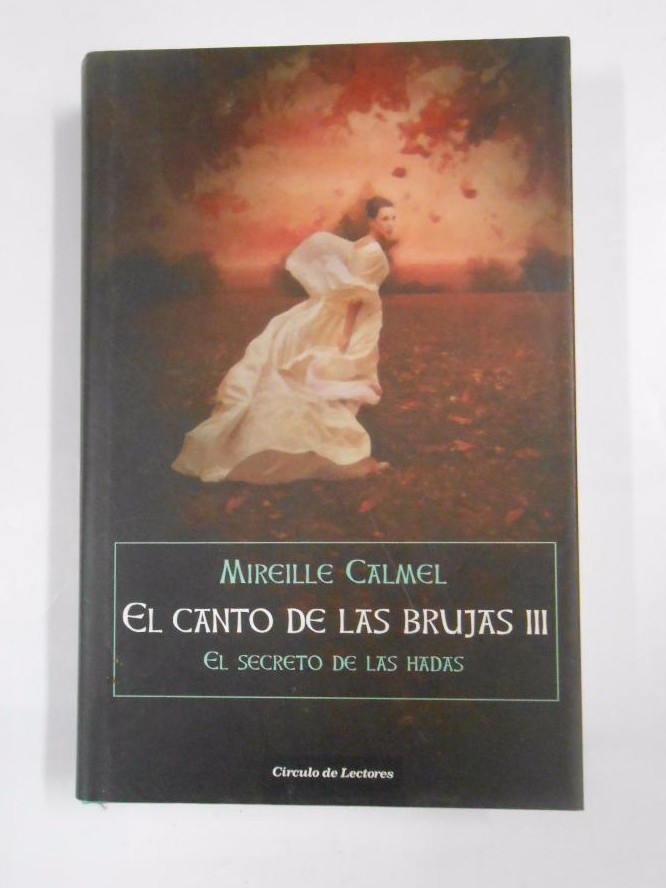 Mireille Calmel
El canto de las brujas III
El secreto de las hadas
Círculo de Lectores